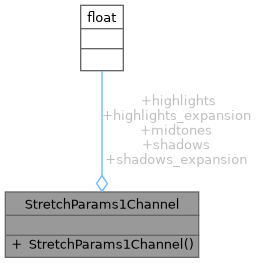 float
+highlights
+highlights_expansion
+midtones
+shadows
+shadows_expansion
StretchParams1Channel
+ StretchParams1Channel()